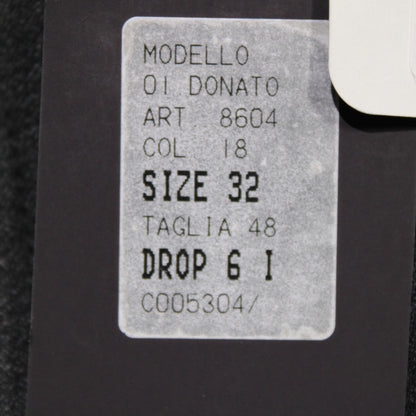 MODELLO
01 DONATO
ART 8604
COL 18
SIZE 32
TAGLIA 48
DROP 6 I
C005304/